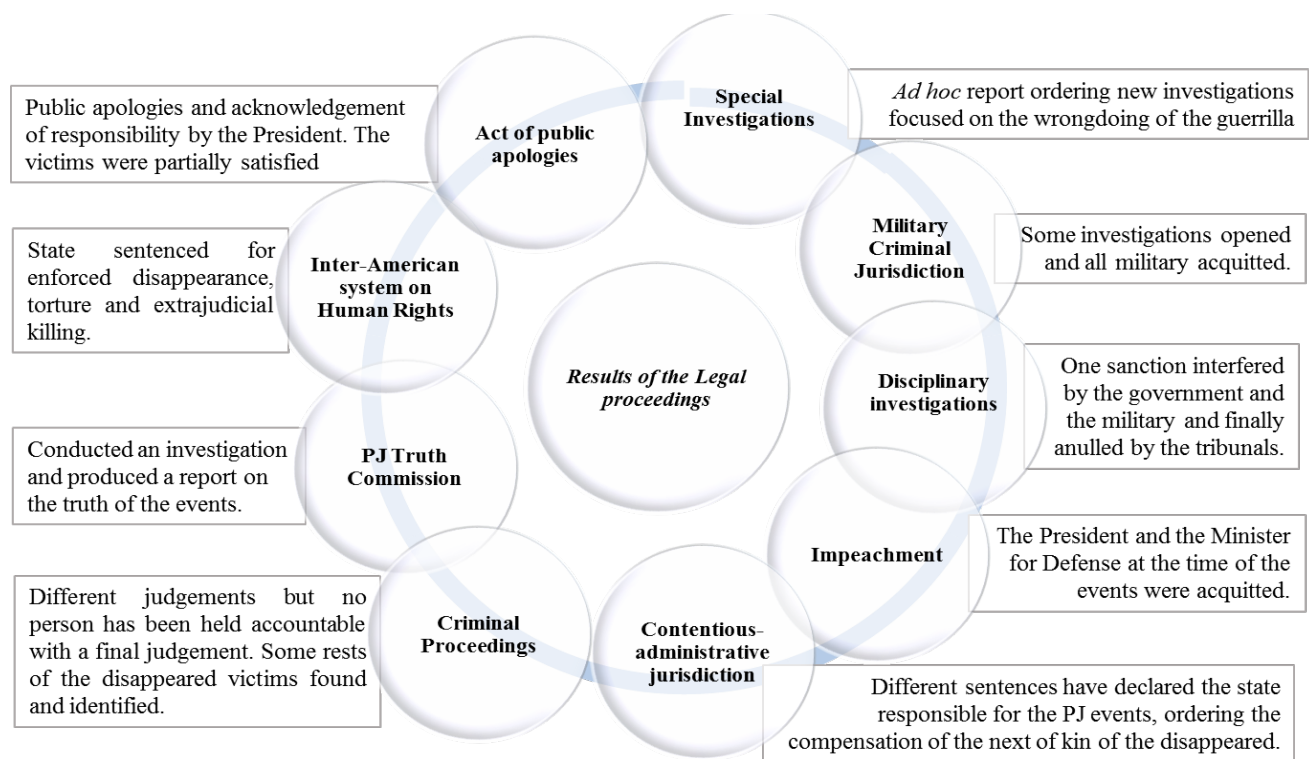 Special
Investigations
Ad hoc report ordering new investigations
focused on the wrongdoing of the guerrilla
Military
Criminal
Jurisdiction
Some investigations opened
and all military acquitted.
Disciplinary
investigations
One sanction interfered
by the government and
the military and finally
anulled by the tribunals.
Impeachment
The President and the Minister
for Defense at the time of the
events were acquitted.
Contentious-
administrative
jurisdiction
Different sentences have declared the state
responsible for the PJ events, ordering the
compensation of the next of kin of the disappeared.
Criminal
Proceedings
Different judgements but no
person has been held accountable
with a final judgement. Some rests
of the disappeared victims found
and identified.
PJ Truth
Commission
Conducted an investigation
and produced a report on
the truth of the events.
Inter-American
system on
Human Rights
State sentenced for
enforced disappearance,
torture and extrajudicial
killing.
Act of public
apologies
Public apologies and acknowledgement
of responsibility by the President. The
victims were partially satisfied
Results of the Legal
proceedings